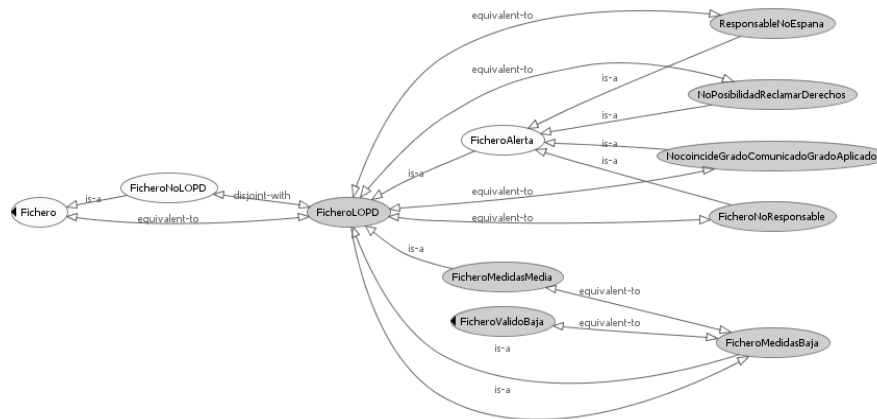 equivalent-to
ResponsableNoEspana
equivalent-to
is-a
NoPosibilidadReclamarDerechos
is-a
FicheroAlerta
is-a
NocoincideGradoComunicadoGradoAplicado
is-a
is-a
FicheroNoLOPD
is-a
disjoint-with
equivalent-to
Fichero
equivalent-to
FicheroLOPD
equivalent-to
FicheroNoResponsable
is-a
FicheroMedidasMedia
equivalent-to
FicheroValidoBaja
equivalent-to
FicheroMedidasBaja
is-a
is-a